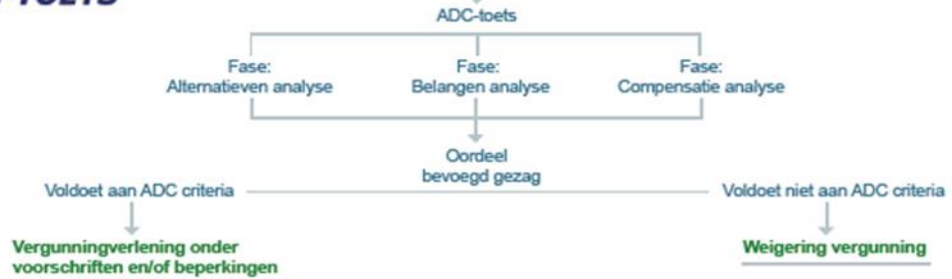 TOETS
ADC-toets
Fase:
Alternatieven analyse
Fase:
Belangen analyse
Fase:
Compensatie analyse
Oordeel
bevoegd gezag
Voldoet aan ADC criteria
Voldoet niet aan ADC criteria
Vergunningverlening onder
voorschriften en/of beperkingen
Weigering vergunning